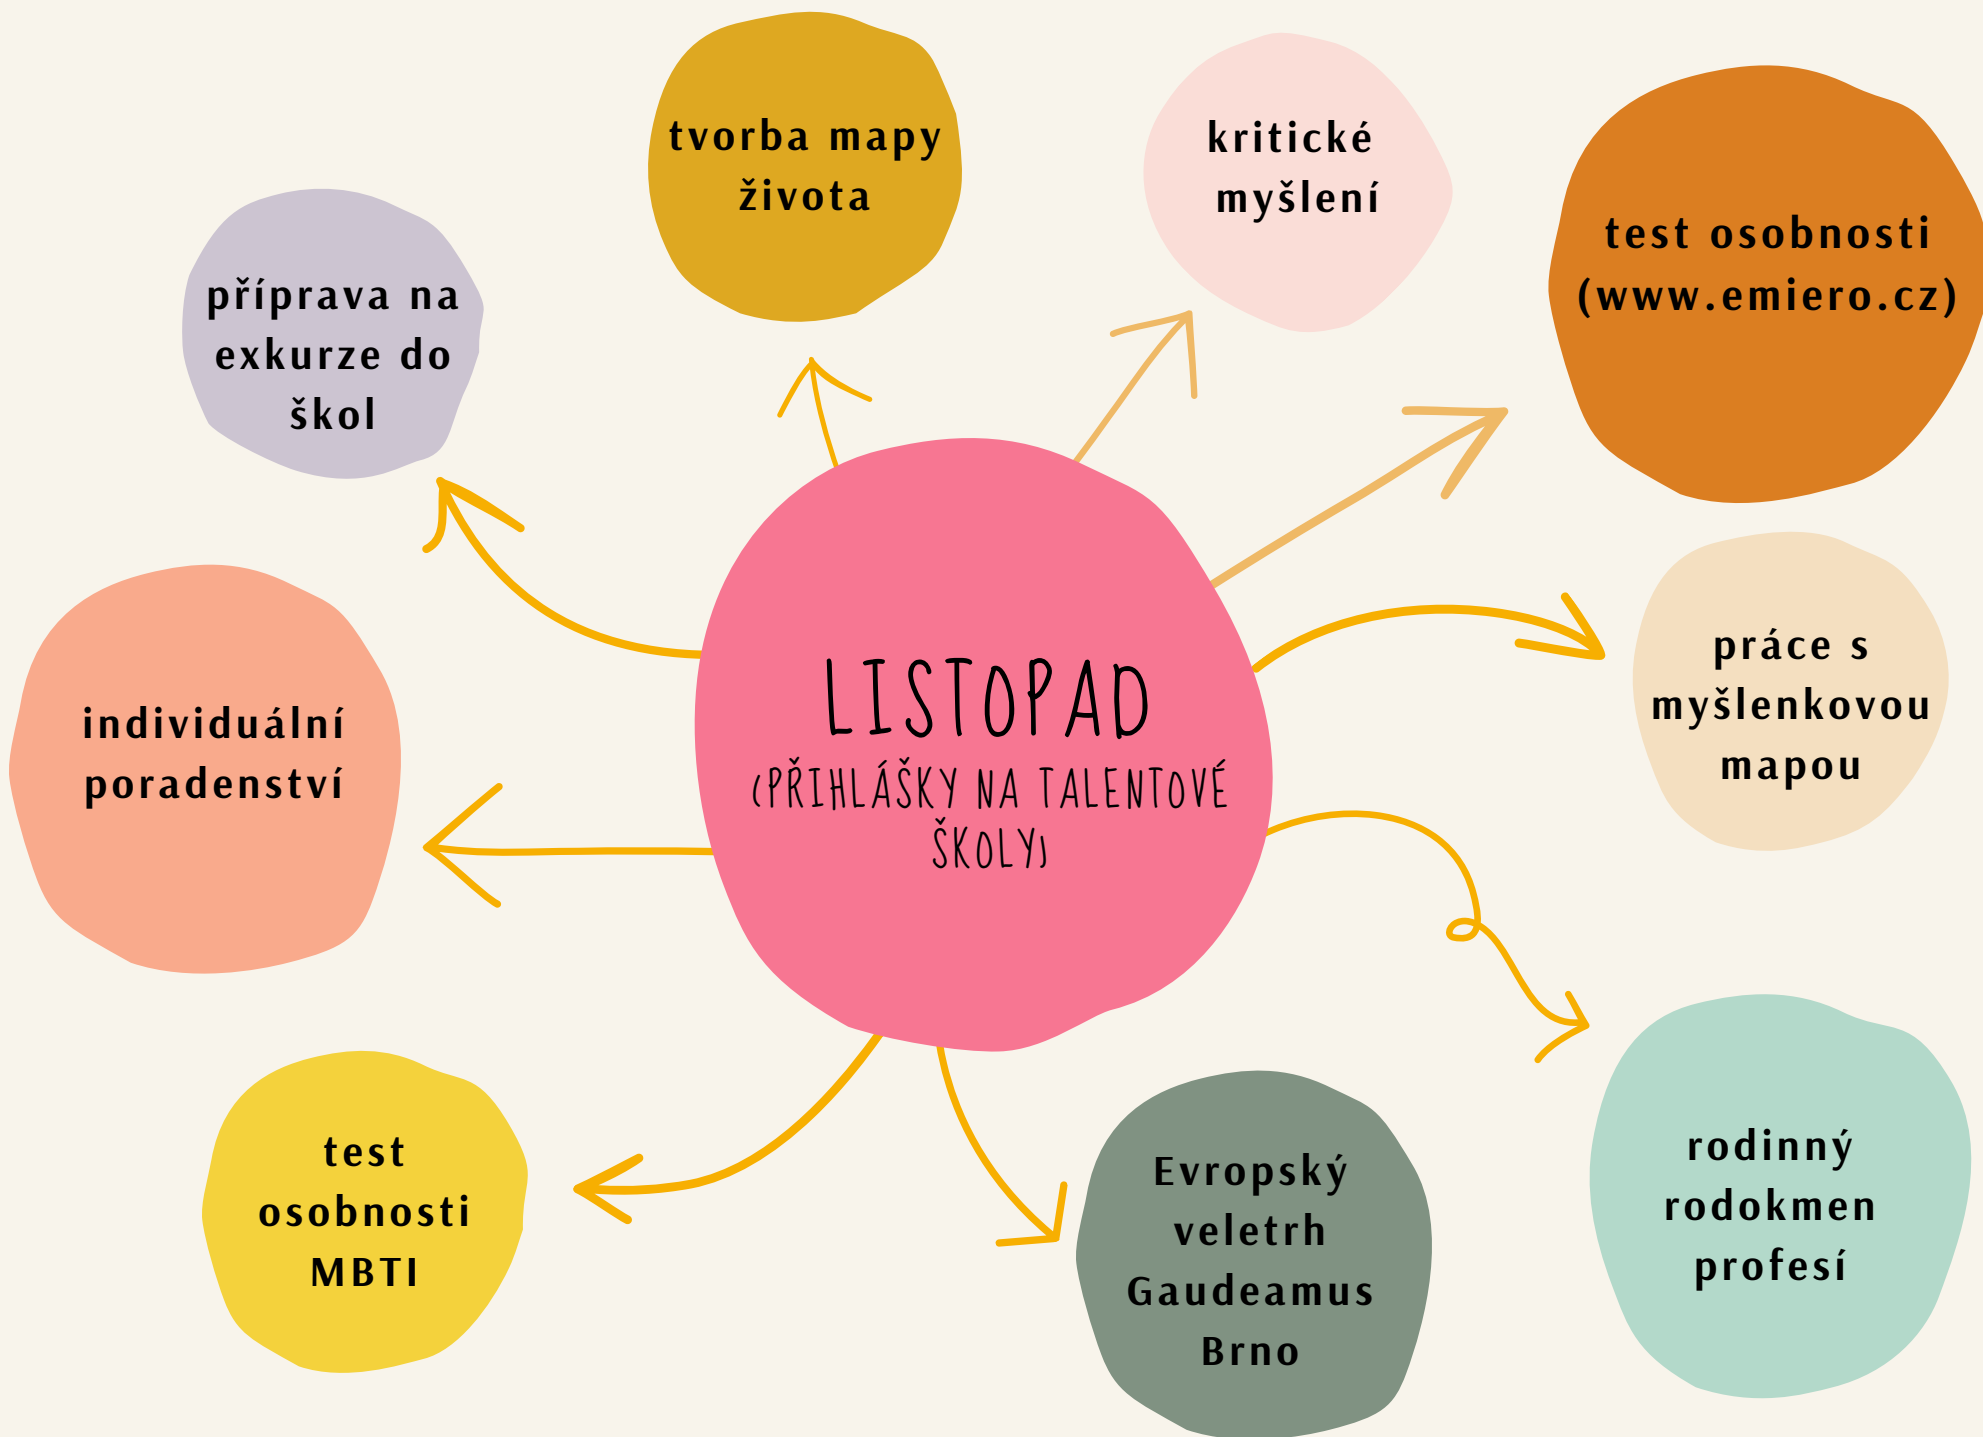 tvorba mapy
života
kritické
myšlení
test osobnosti
(www.emiero.cz)
příprava na
exkurze do
škol
individuální
poradenství
LISTOPAD
(PŘIHLÁŠKY NA TALENTOVÉ
ŠKOLY)
práce s
myšlenkovou
mapou
test
osobnosti
MBTI
Evropský
veletrh
Gaudeamus
Brno
rodinný
rodokmen
profesí